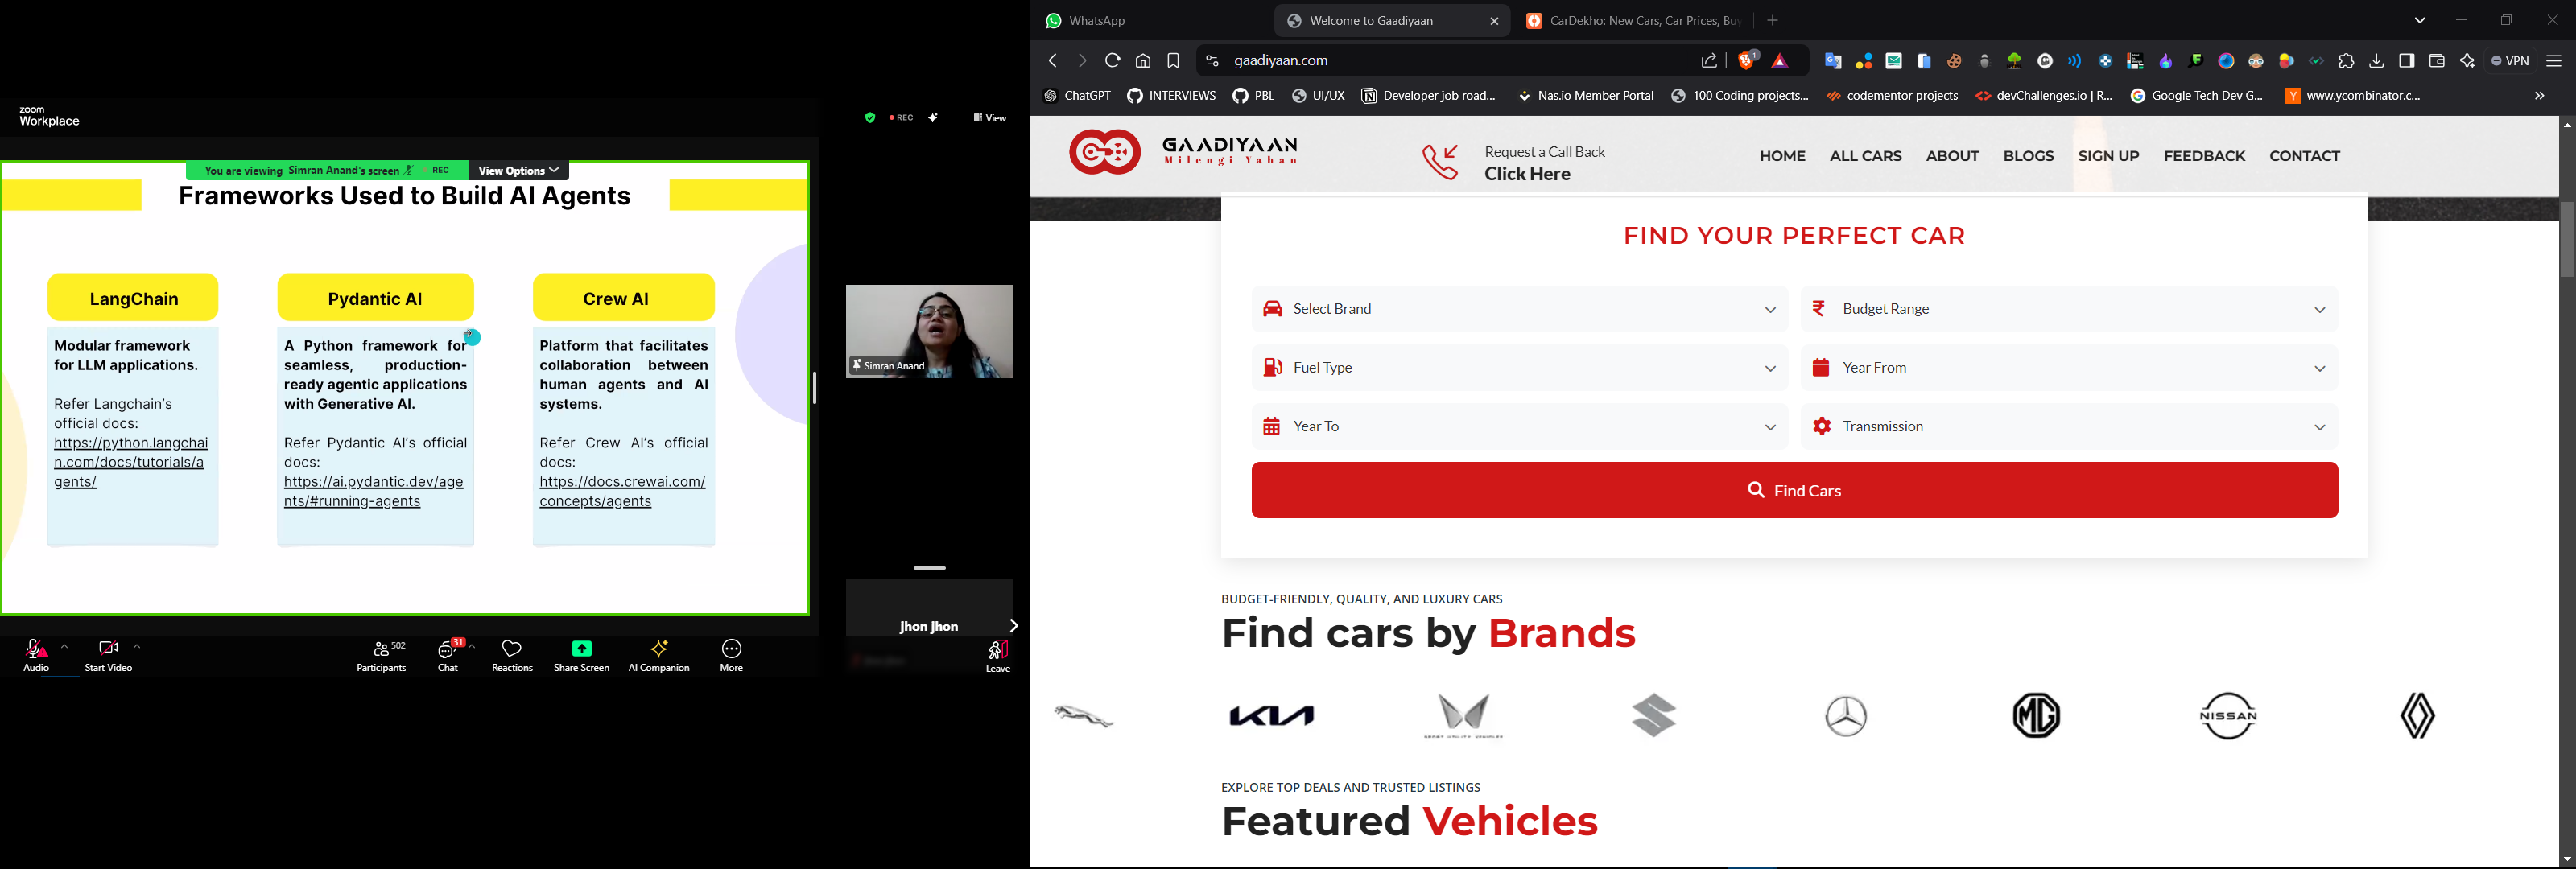 zoom
Workplace
REC
View
You are viewing Simran Anand's screen
REC
View Options
Frameworks Used to Build AI Agents
LangChain
Modular framework
for LLM applications.
Refer Langchain's
official docs:
https://python.langchai
n.com/docs/tutorials/a
gents/
Pydantic AI
A Python framework for
seamless, production-
ready agentic applications
with Generative AI.
Refer Pydantic AI's official
docs:
https://ai.pydantic.dev/age
nts/#running-agents
Crew AI
Platform that facilitates
collaboration between
human agents and AI
systems.
Refer Crew AI's official
docs:
https://docs.crewai.com/
concepts/agents
Simran Anand
jhon jhon
Audio
Start Video
502
Participants
31
Chat
Reactions
Share Screen
AI Companion
More
Leave
WhatsApp
Welcome to Gaadiyaan
CarDekho: New Cars, Car Prices, Buy
gaadiyaan.com
1
VPN
ChatGPT
INTERVIEWS
PBL
UI/UX
Developer job road...
Nas.io Member Portal
100 Coding projects...
codementor projects
devChallenges.io | R...
Google Tech Dev G...
www.ycombinator.c...
GAADIYAAN
Milengi Yahan
Request a Call Back
Click Here
HOME
ALL CARS
ABOUT
BLOGS
SIGN UP
FEEDBACK
CONTACT
FIND YOUR PERFECT CAR
Select Brand
₹ Budget Range
Fuel Type
Year From
Year To
Transmission
Find Cars
BUDGET-FRIENDLY, QUALITY, AND LUXURY CARS
Find cars by Brands
KIA
MG
NISSAN
EXPLORE TOP DEALS AND TRUSTED LISTINGS
Featured Vehicles